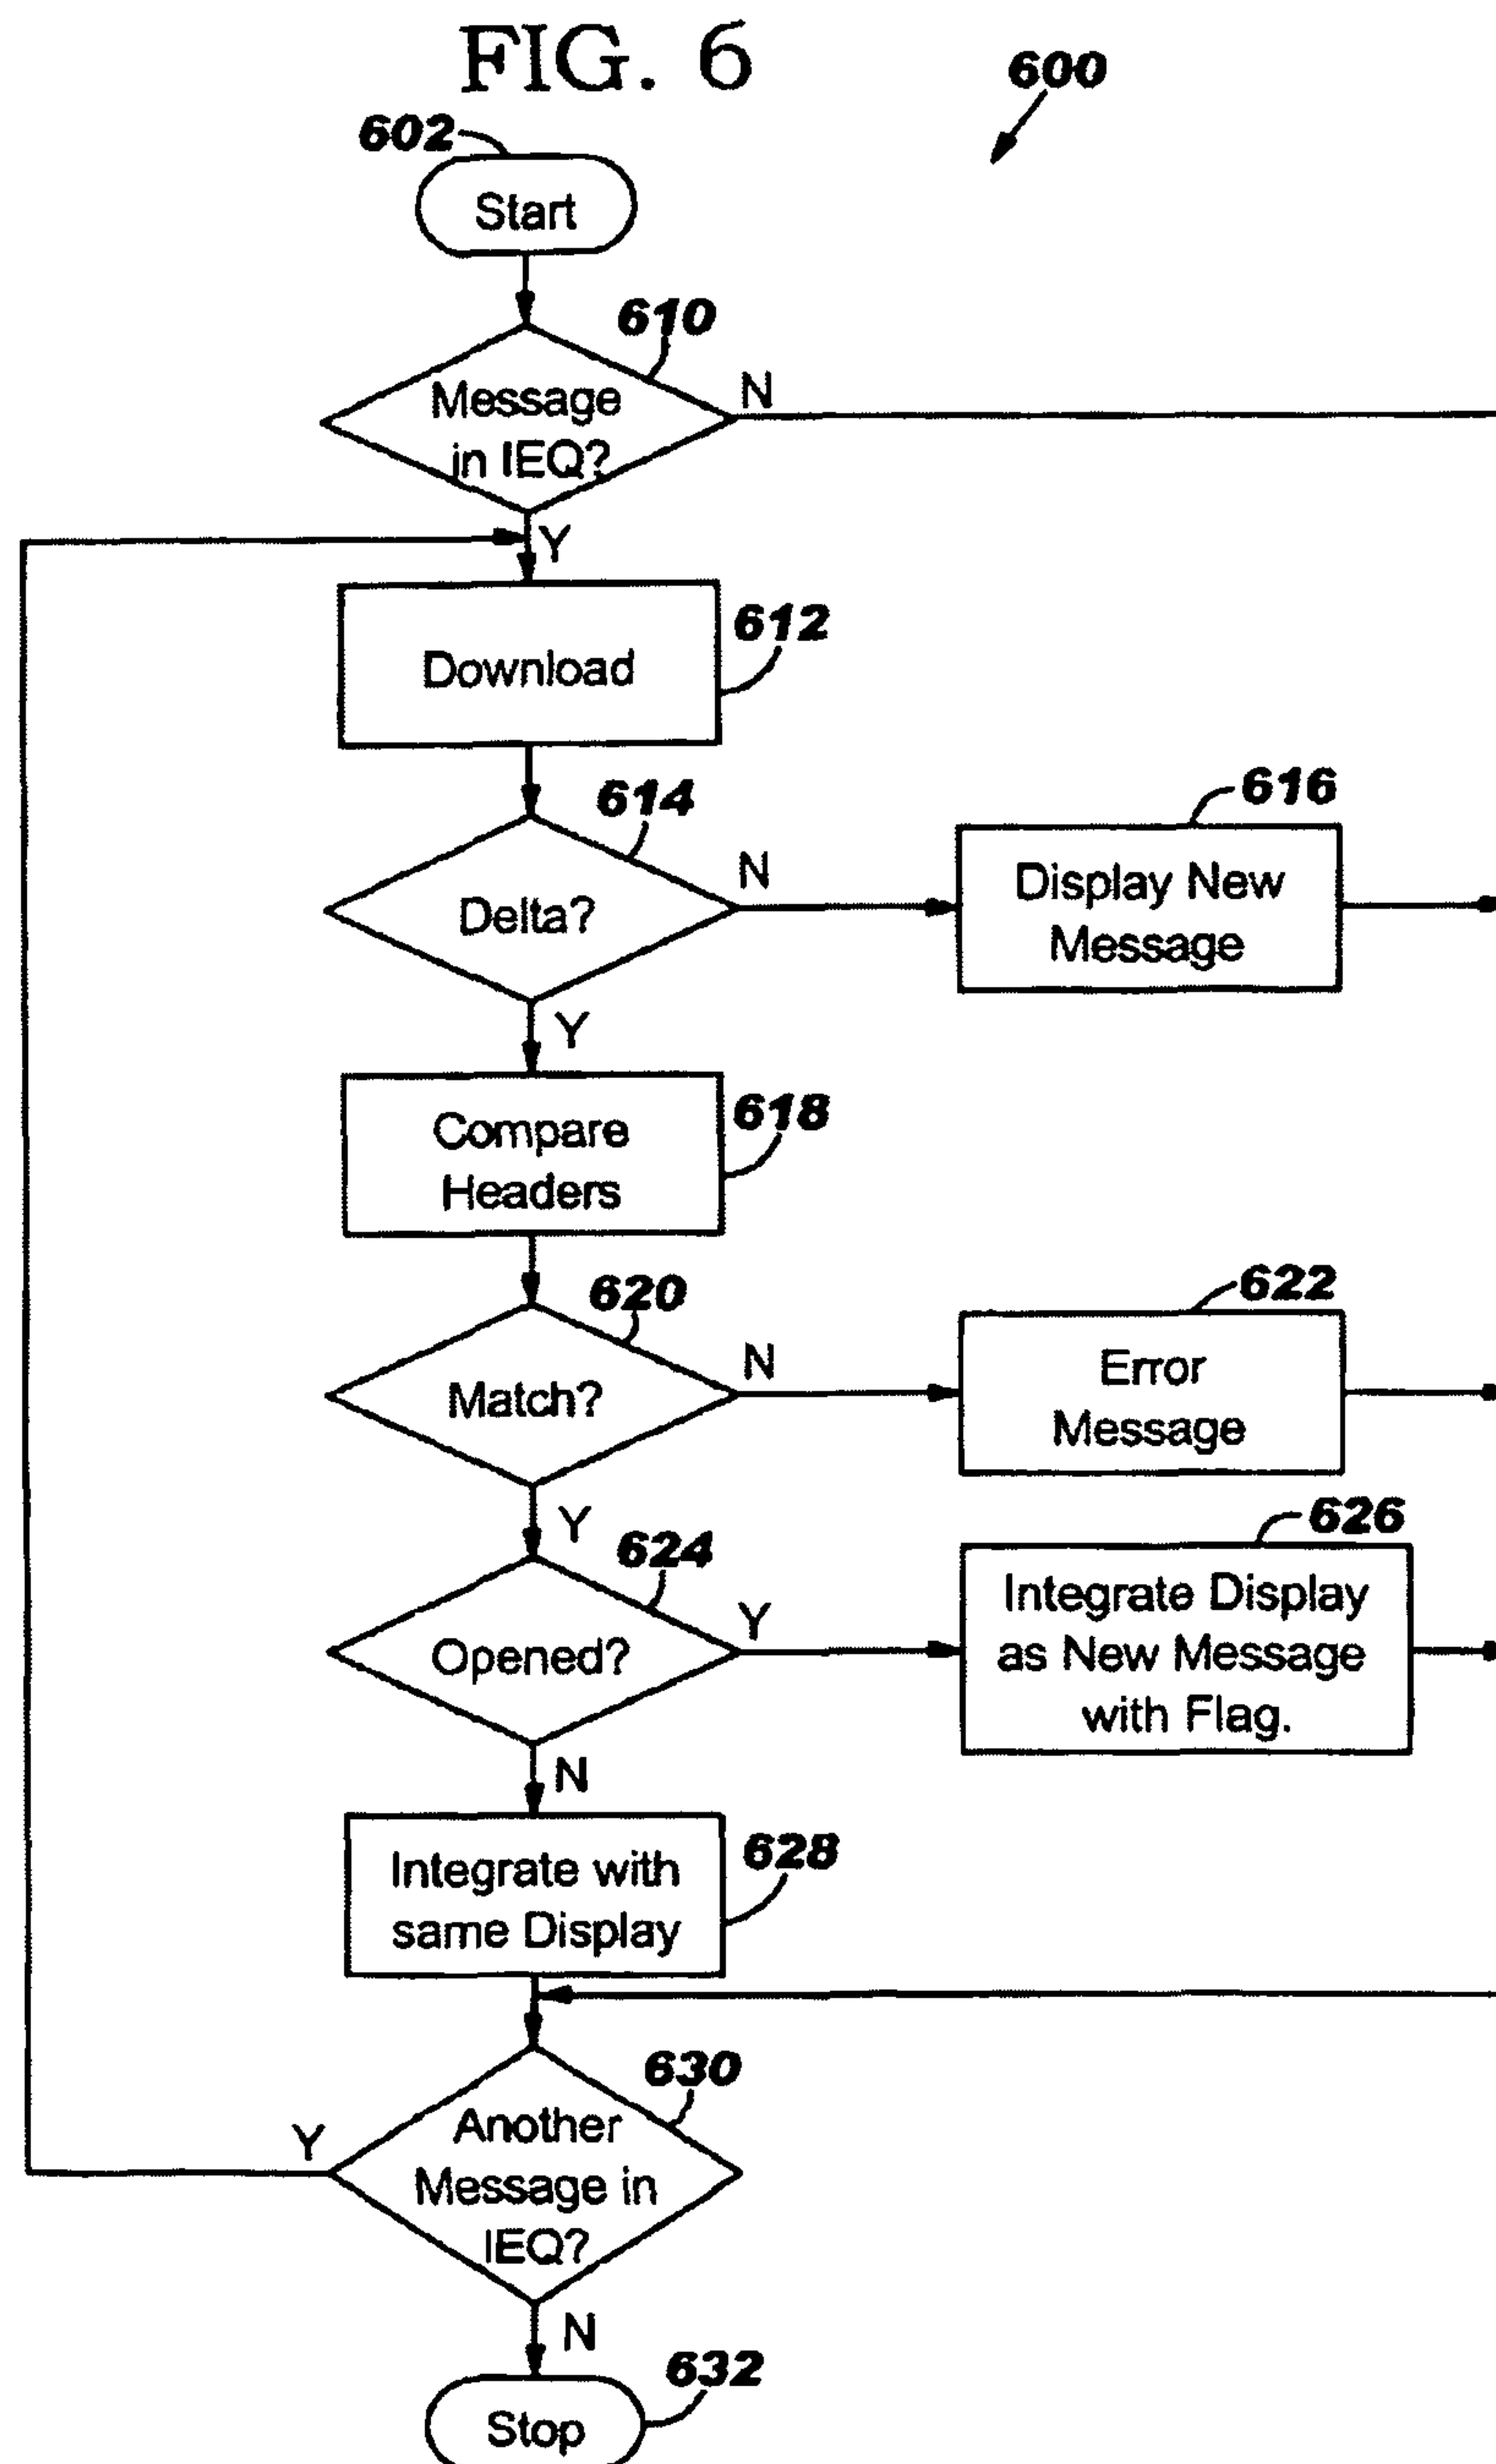 FIG. 6
600
602
Start
610
Message
in IEQ?
N
Y
Download
612
614
Delta?
N
616
Display New
Message
Y
Compare
Headers
618
620
Match?
N
622
Error
Message
Y
624
Opened?
Y
626
Integrate Display
as New Message
with Flag.
N
Integrate with
same Display
628
630
Another
Message in
IEQ?
Y
N
632
Stop